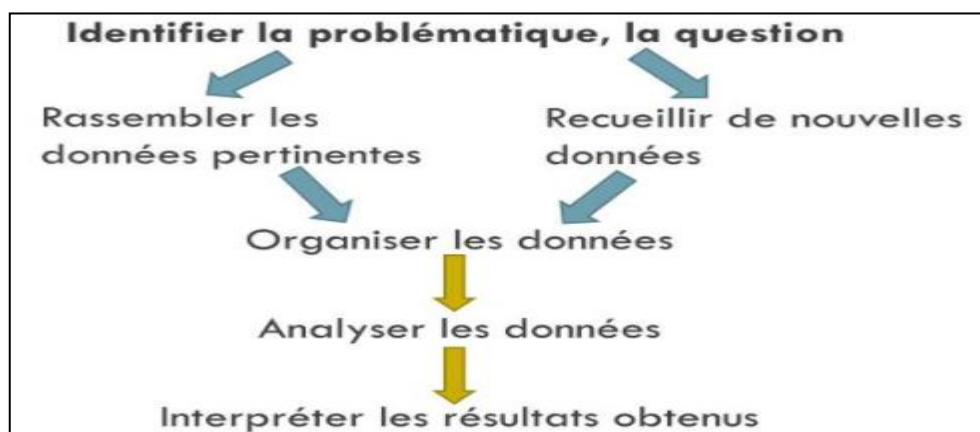 Identifier la problématique, la question
Rassembler les
données pertinentes
Recueillir de nouvelles
données
Organiser les données
Analyser les données
Interpréter les résultats obtenus